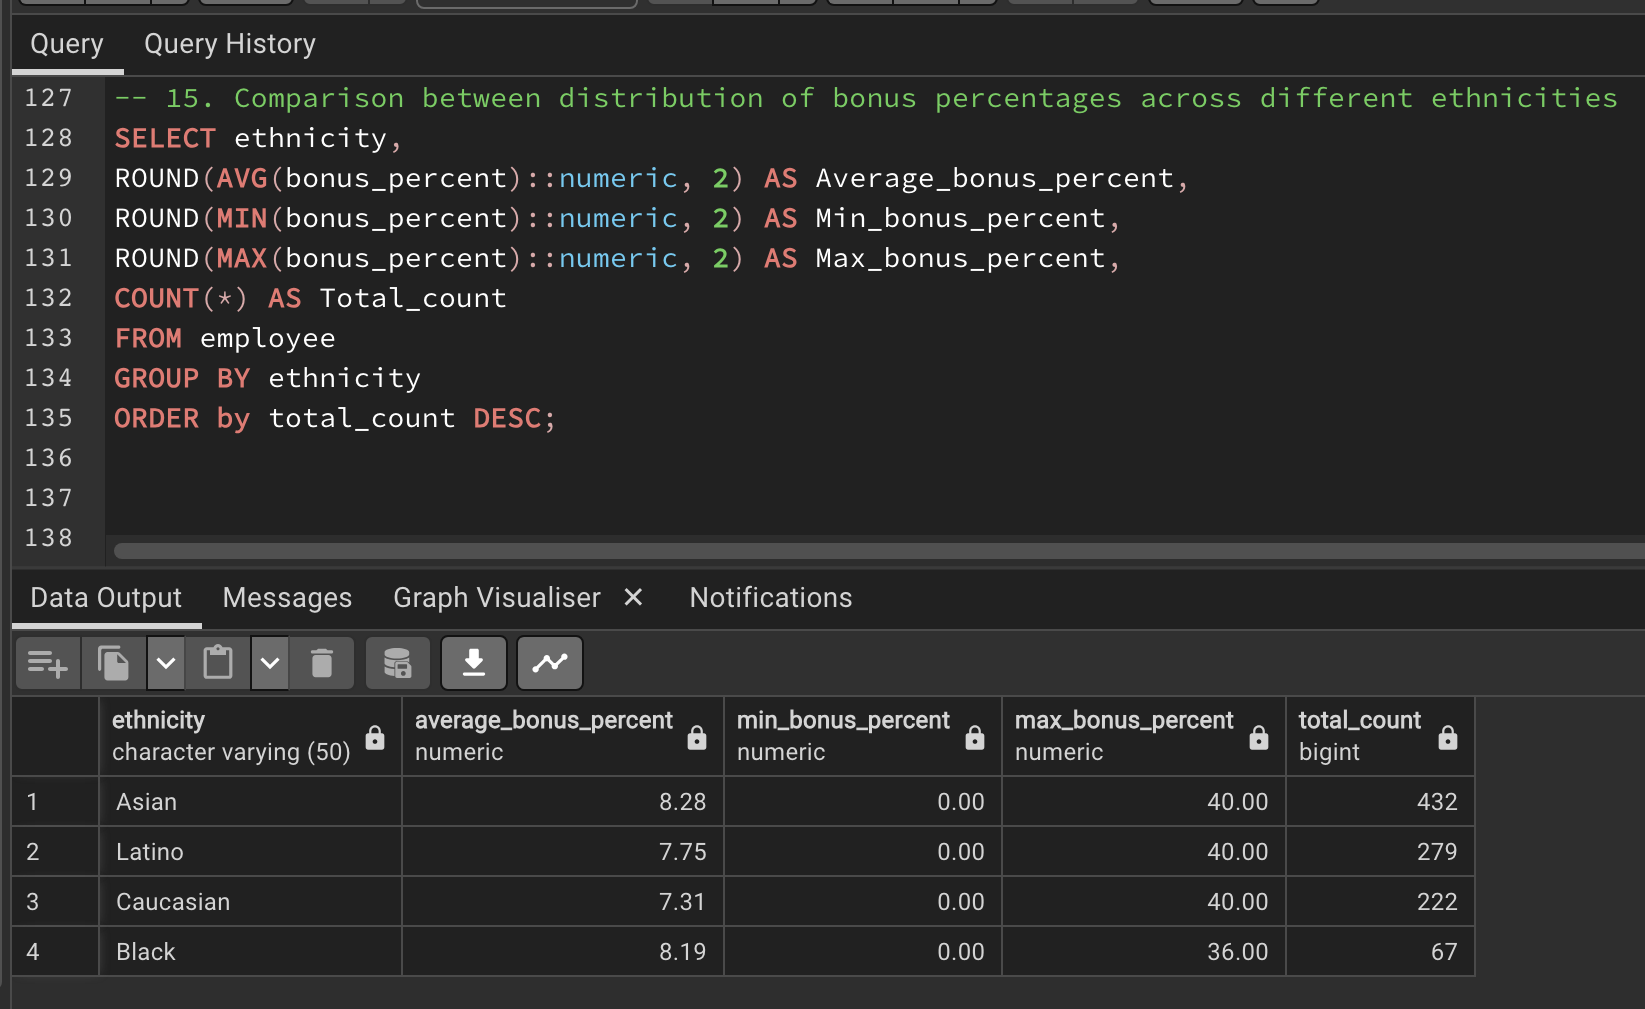 Query Query History
127 -- 15. Comparison between distribution of bonus percentages across different ethnicities
128 SELECT ethnicity,
129 ROUND(AVG(bonus_percent)::numeric, 2) AS Average_bonus_percent,
130 ROUND(MIN(bonus_percent)::numeric, 2) AS Min_bonus_percent,
131 ROUND(MAX(bonus_percent)::numeric, 2) AS Max_bonus_percent,
132 COUNT(*) AS Total_count
133 FROM employee
134 GROUP BY ethnicity
135 ORDER by total_count DESC;
136
137
138
Data Output Messages Graph Visualiser × Notifications
ethnicity average_bonus_percent min_bonus_percent max_bonus_percent total_count
character varying (50) numeric numeric numeric bigint
1 Asian 8.28 0.00 40.00 432
2 Latino 7.75 0.00 40.00 279
3 Caucasian 7.31 0.00 40.00 222
4 Black 8.19 0.00 36.00 67